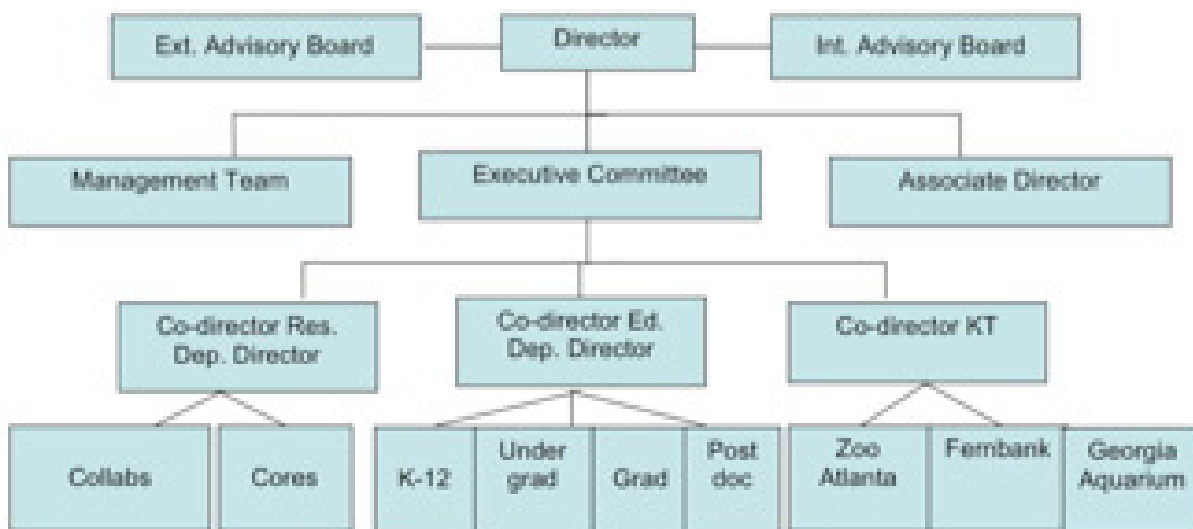 Ext. Advisory Board
Director
Int. Advisory Board
Management Team
Executive Committee
Associate Director
Co-director Res.
Dep. Director
Co-director Ed.
Dep. Director
Co-director KT
Collabs
Cores
K-12
Under
grad
Grad
Post
doc
Zoo
Atlanta
Fernbank
Georgia
Aquarium